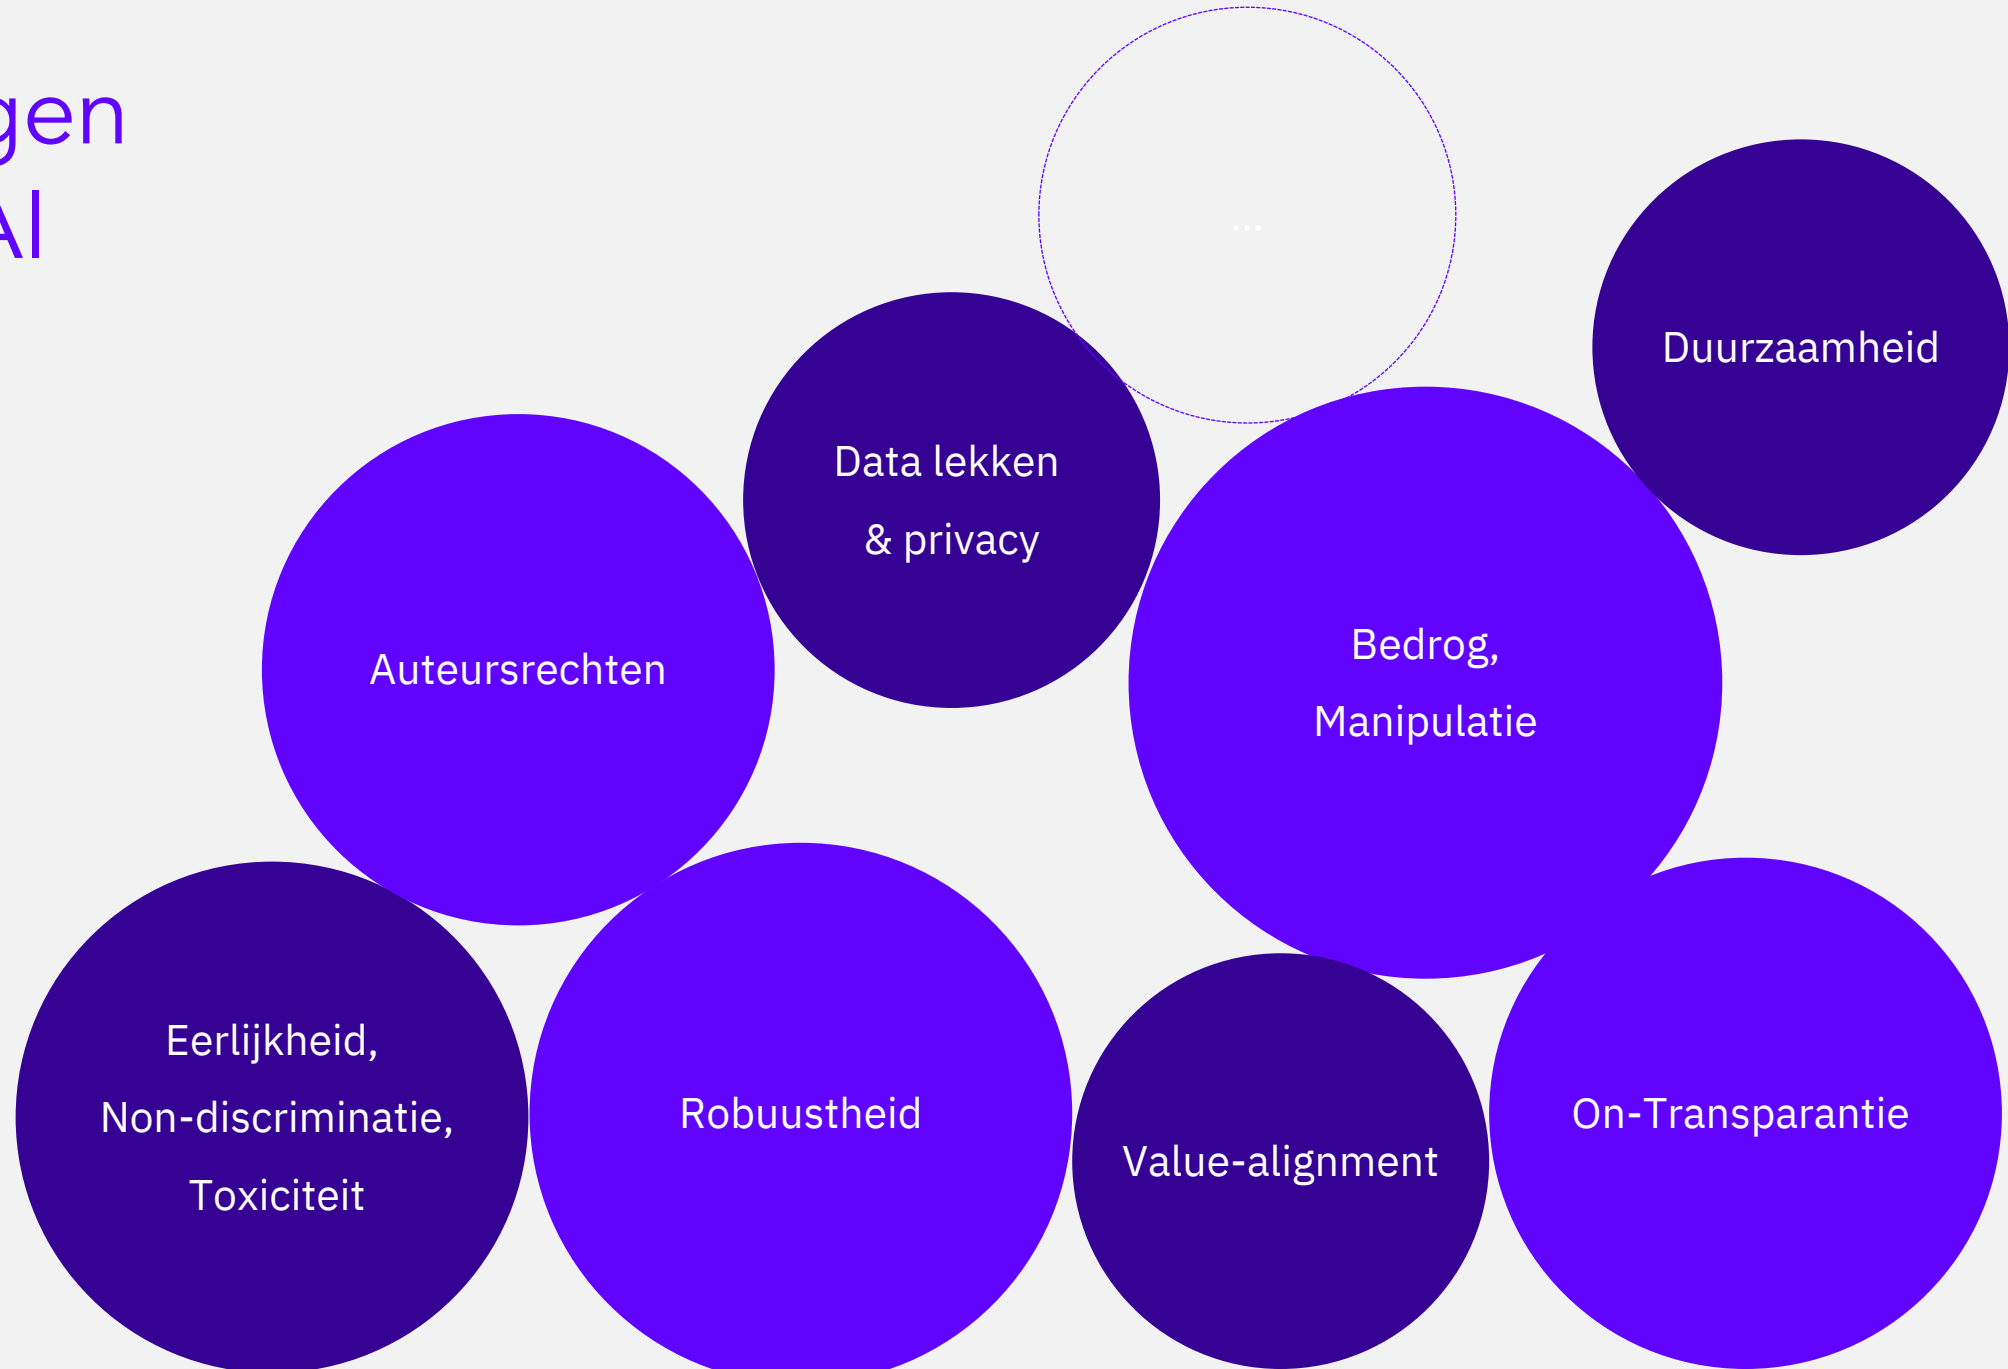 gen
AI
...
Duurzaamheid
Data lekken
& privacy
Auteursrechten
Bedrog,
Manipulatie
Eerlijkheid,
Non-discriminatie,
Toxiciteit
Robuustheid
Value-alignment
On-Transparantie